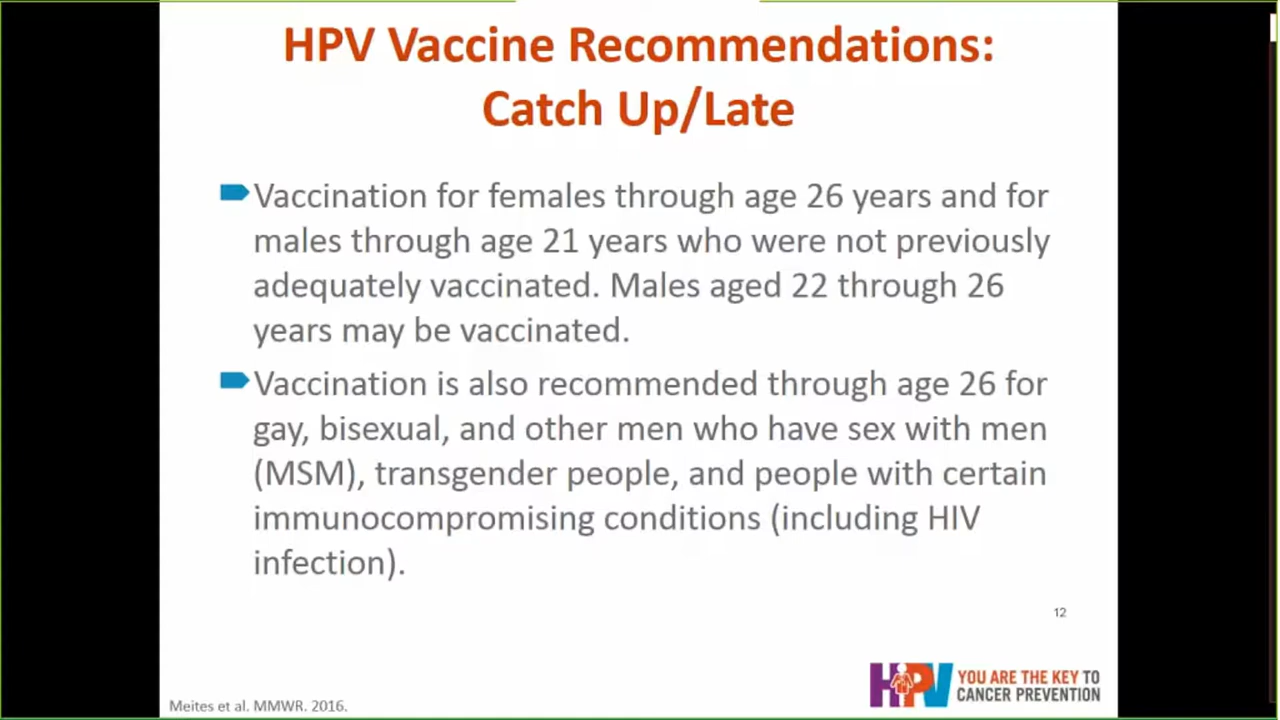 HPV Vaccine Recommendations:
Catch Up/Late
Vaccination for females through age 26 years and for
males through age 21 years who were not previously
adequately vaccinated. Males aged 22 through 26
years may be vaccinated.
Vaccination is also recommended through age 26 for
gay, bisexual, and other men who have sex with men
(MSM), transgender people, and people with certain
immunocompromising conditions (including HIV
infection).
12
HPV
YOU ARE THE KEY TO
CANCER PREVENTION
Meites et al. MMWR. 2016.